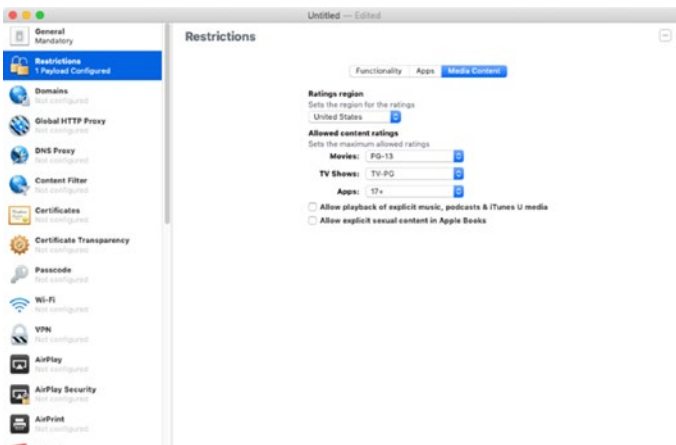 Untitled — Edited
General
Mandatory
Restrictions
1 Payload Configured
Domains
Not configured
Global HTTP Proxy
Not configured
DNS Proxy
Not configured
Content Filter
Not configured
Certificates
Not configured
Certificate Transparency
Not configured
Passcode
Not configured
Wi-Fi
Not configured
VPN
Not configured
AirPlay
Not configured
AirPlay Security
Not configured
AirPrint
Not configured
Restrictions
Functionality Apps Media Content
Ratings region
Sets the region for the ratings
United States
Allowed content ratings
Sets the maximum allowed ratings
Movies: PG-13
TV Shows: TV-PG
Apps: 17+
Allow playback of explicit music, podcasts & iTunes U media
Allow explicit sexual content in Apple Books